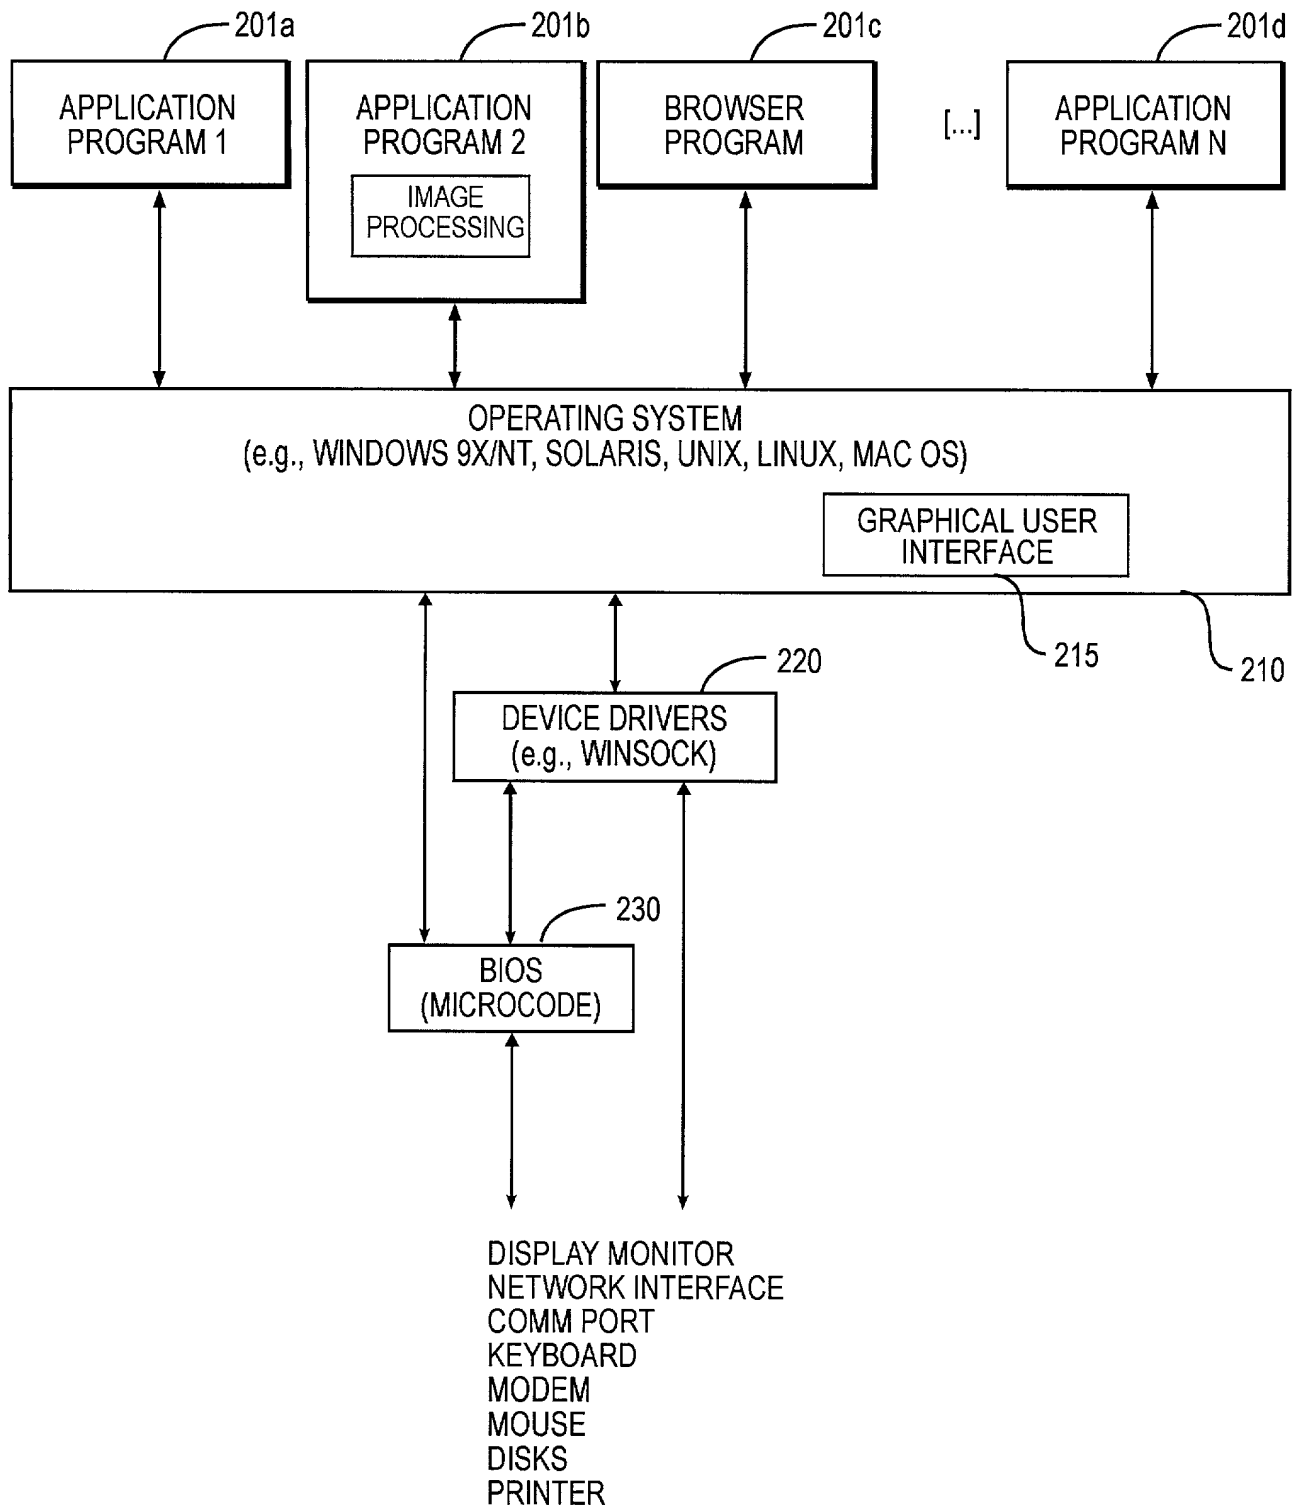 201a
201b
201c
201d
APPLICATION
PROGRAM 1
APPLICATION
PROGRAM 2
IMAGE
PROCESSING
BROWSER
PROGRAM
[...]
APPLICATION
PROGRAM N
OPERATING SYSTEM
(e.g., WINDOWS 9X/NT, SOLARIS, UNIX, LINUX, MAC OS)
GRAPHICAL USER
INTERFACE
215
210
220
DEVICE DRIVERS
(e.g., WINSOCK)
230
BIOS
(MICROCODE)
DISPLAY MONITOR
NETWORK INTERFACE
COMM PORT
KEYBOARD
MODEM
MOUSE
DISKS
PRINTER